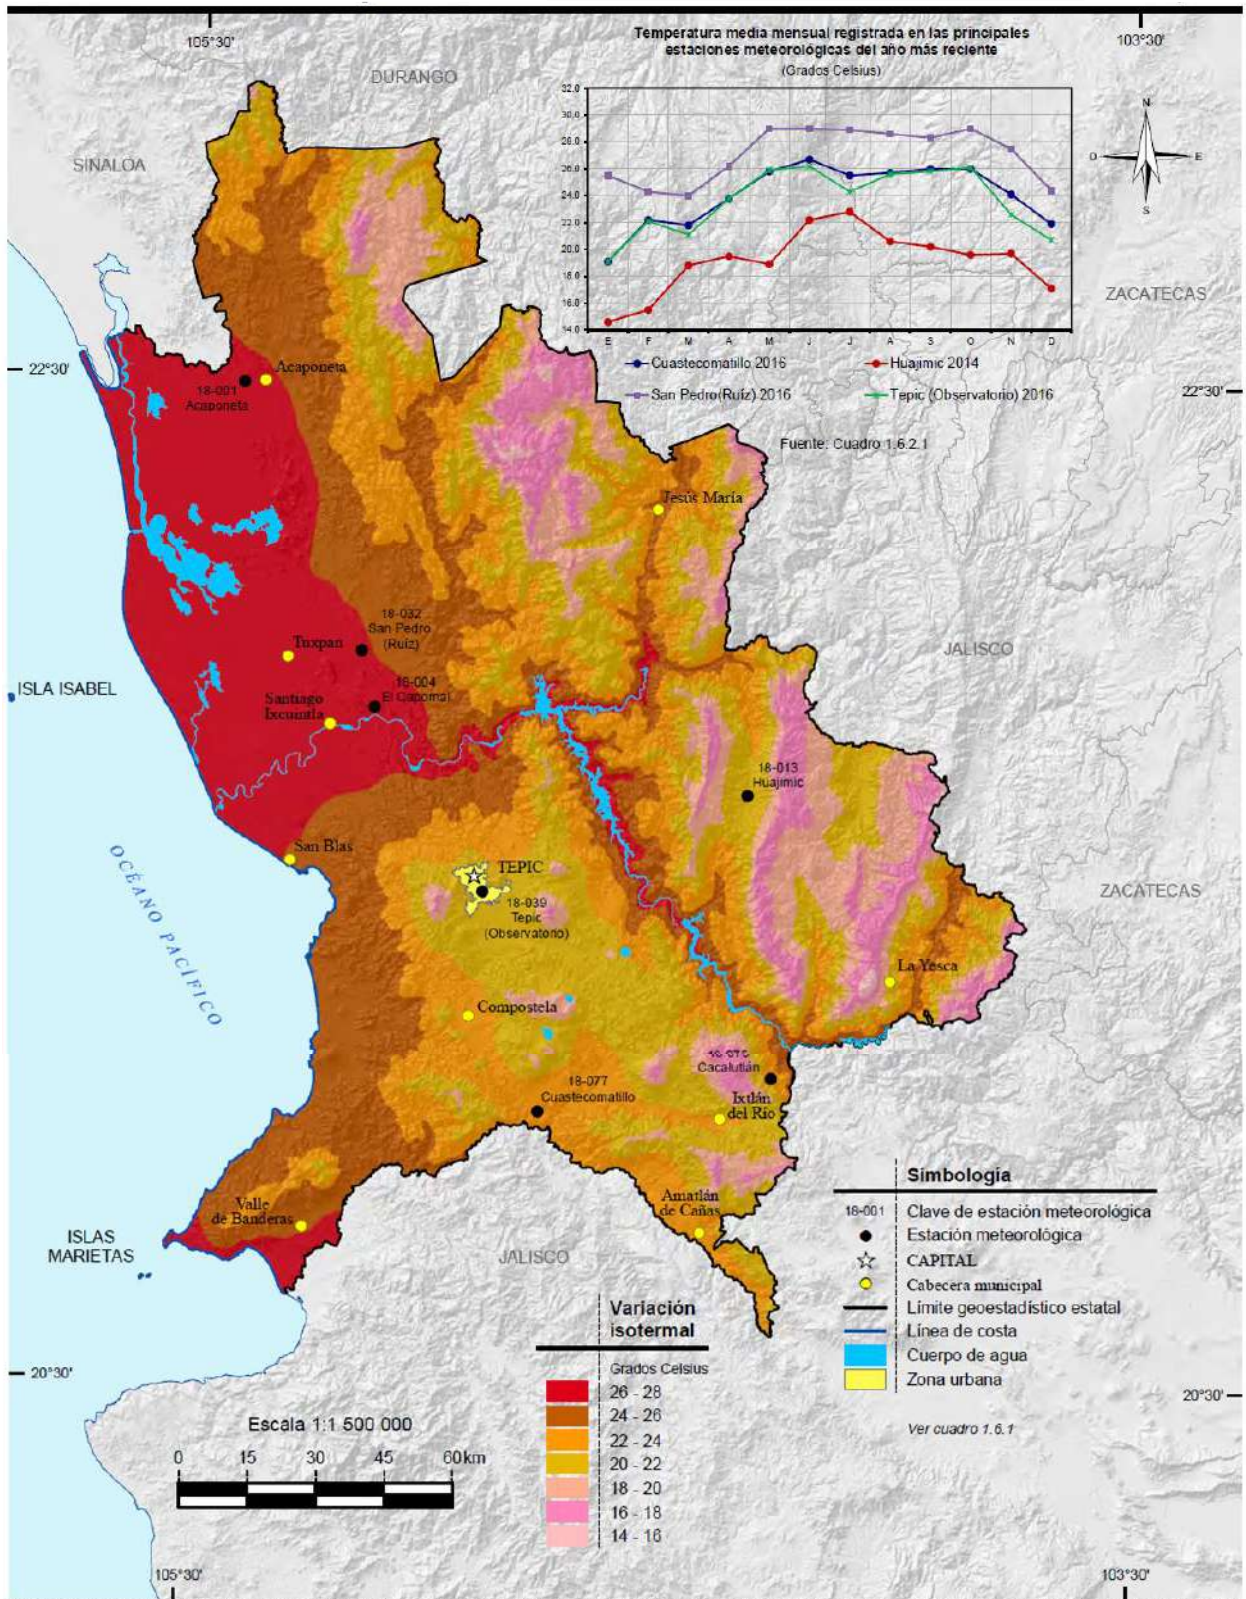 105°30'
103°30'
Temperatura media mensual registrada en las principales
estaciones meteorológicas del año más reciente
(Grados Celsius)
32.0
30.0
28.0
26.0
24.0
22.0
20.0
18.0
16.0
14.0
E F M A M J J A S O N D
Cuastecomatillo 2016
Huajimic 2014
San Pedro(Ruíz) 2016
Tepic (Observatorio) 2016
Fuente: Cuadro 1.6.2.1
N
O
E
S
DURANGO
SINALOA
ZACATECAS
22°30'
22°30'
Acaponeta
18-001
Acaponeta
Jesús María
18-032
San Pedro
(Ruíz)
Tuxpan
JALISCO
18-004
El Capomal
ISLA ISABEL
Santiago
Ixcuintla
18-013
Huajimic
San Blas
TEPIC
18-039
Tepic
(Observatorio)
OCÉANO PACÍFICO
ZACATECAS
La Yesca
Compostela
Cacalutlán
18-077
Cuastecomatillo
Ixtlán
del Río
Valle
de Banderas
Amatlán
de Cañas
ISLAS
MARIETAS
JALISCO
Simbología
18-001 Clave de estación meteorológica
Estación meteorológica
CAPITAL
Cabecera municipal
Límite geoestadístico estatal
Línea de costa
Cuerpo de agua
Zona urbana
Ver cuadro 1.6.1
Variación
isotermal
Grados Celsius
26 - 28
24 - 26
22 - 24
20 - 22
18 - 20
16 - 18
14 - 16
20°30'
20°30'
Escala 1:1 500 000
0 15 30 45 60 km
105°30'
103°30'